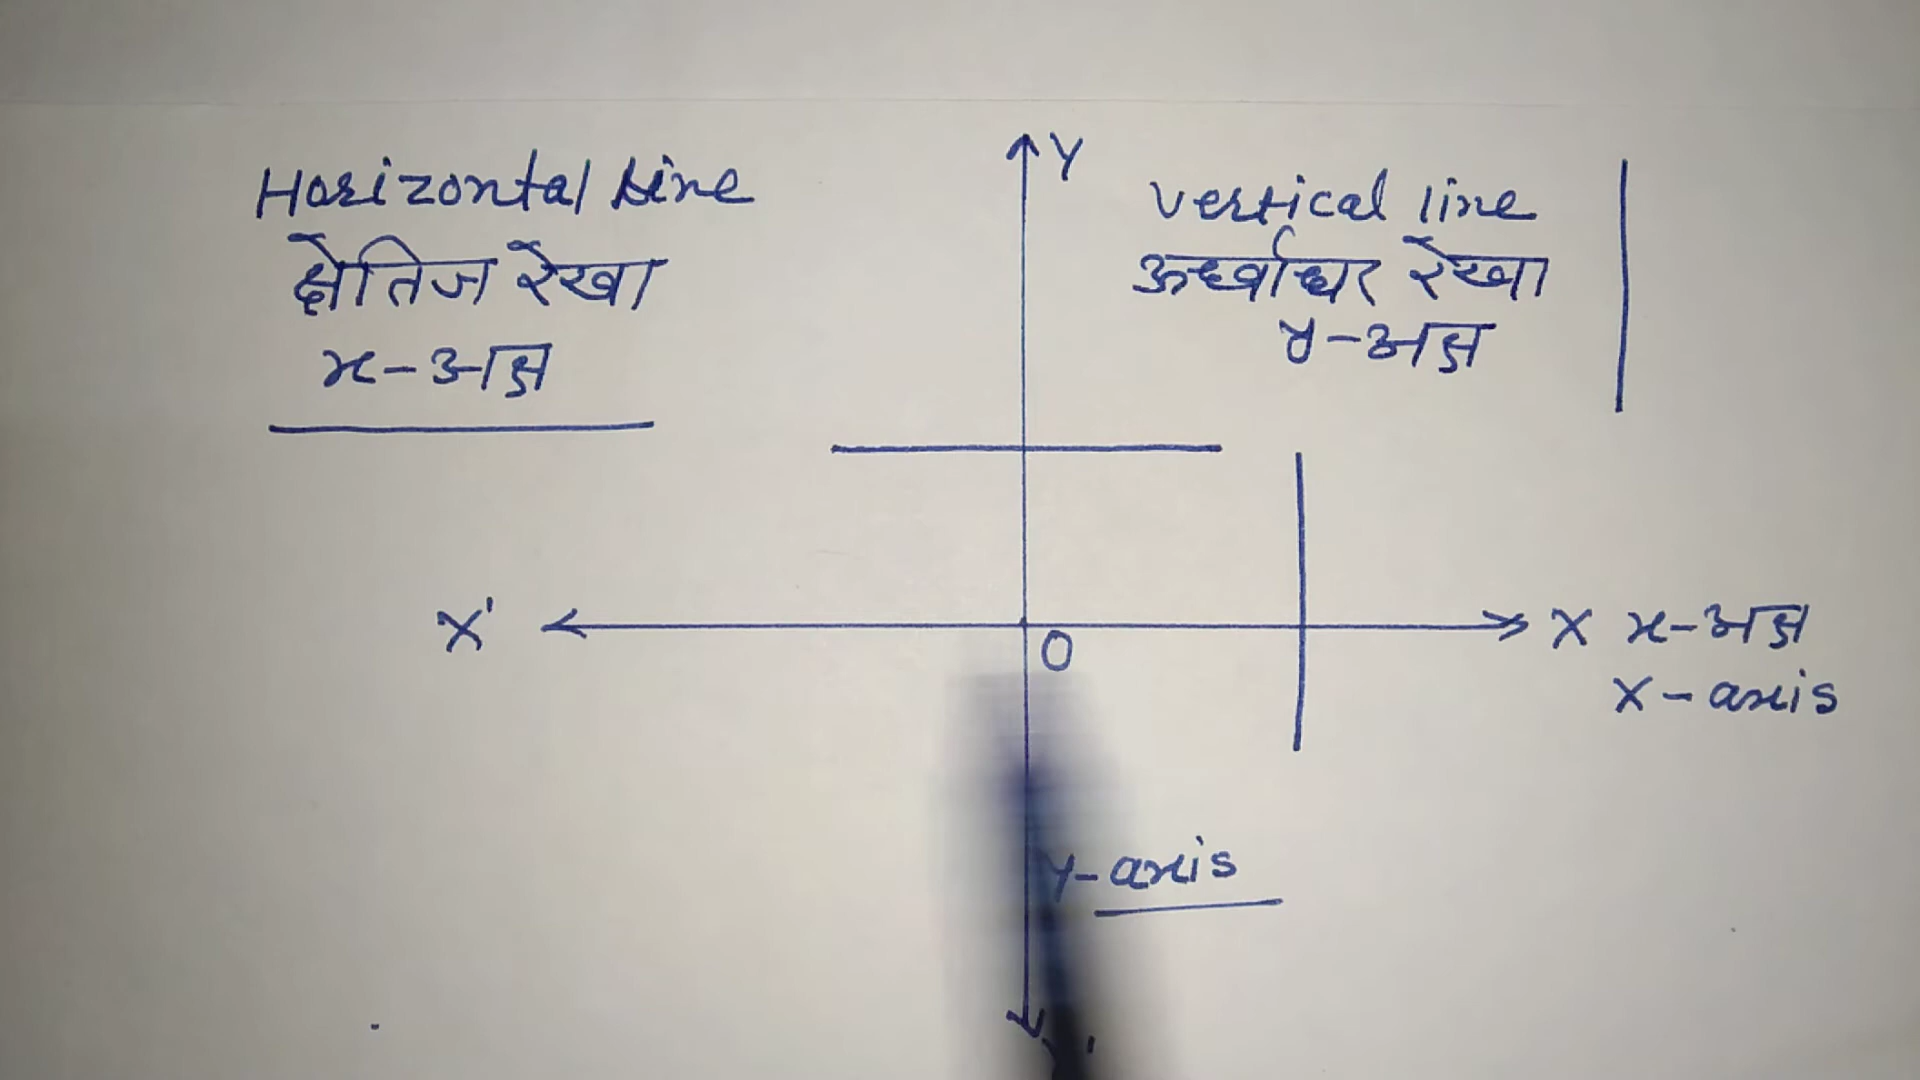 Horizontal Line
क्षैतिज रेखा
x-अक्ष
Y
vertical line
ऊर्ध्वाधर रेखा
y-अक्ष
X'
O
X x-अक्ष
X-axis
Y-axis